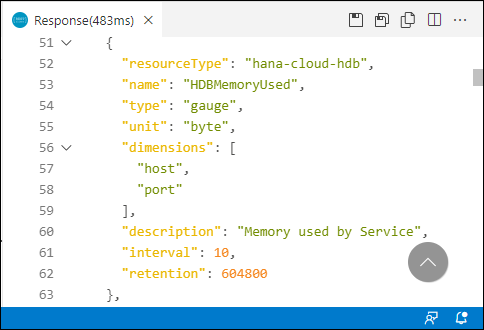 Response(483ms)
51 {
52 "resourceType": "hana-cloud-hdb",
53 "name": "HDBMemoryUsed",
54 "type": "gauge",
55 "unit": "byte",
56 "dimensions": [
57 "host",
58 "port"
59 ],
60 "description": "Memory used by Service",
61 "interval": 10,
62 "retention": 604800
63 },